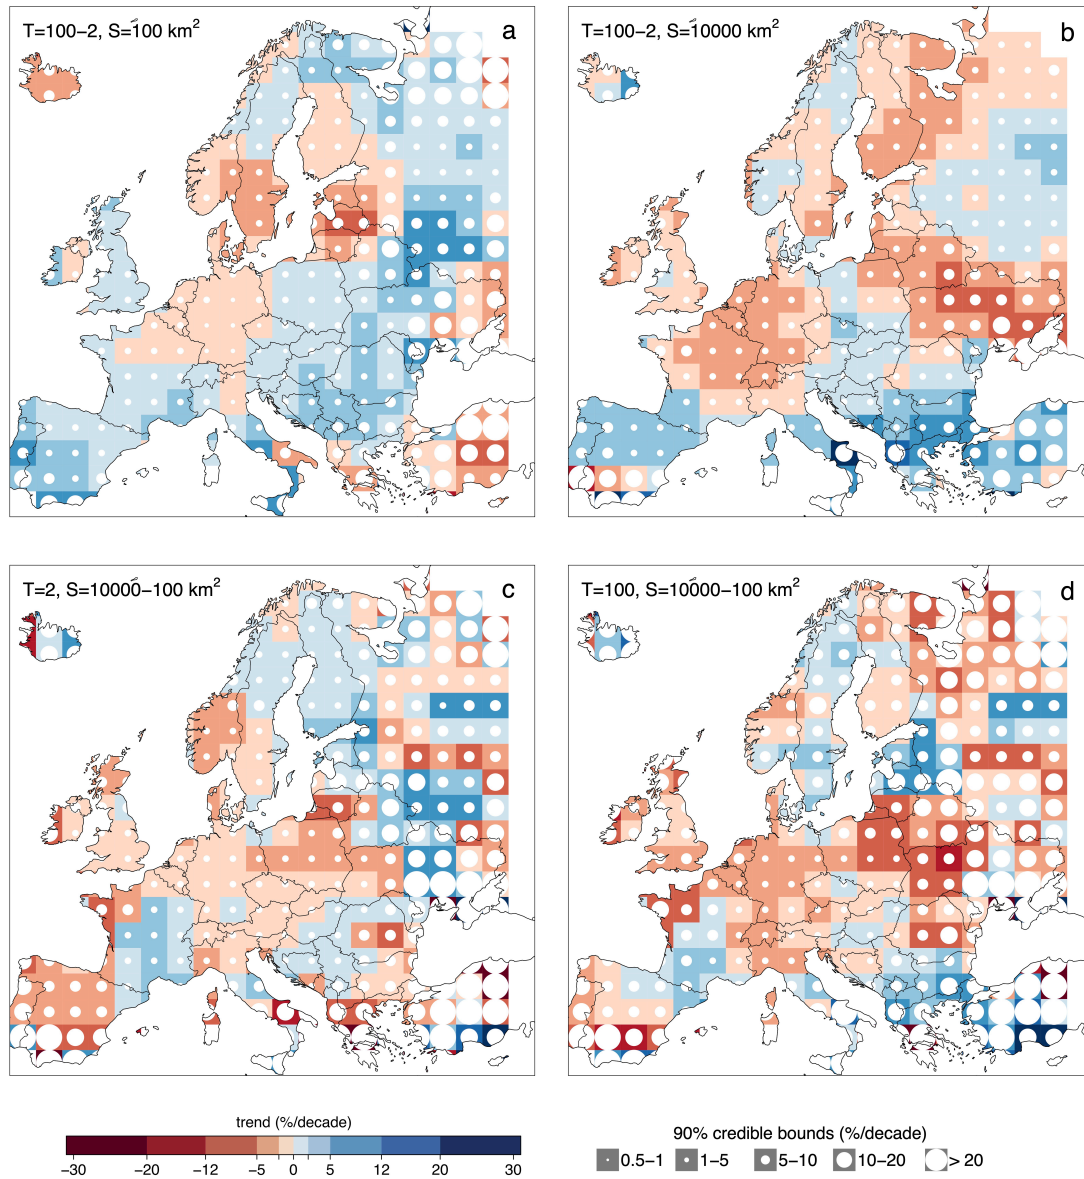 T=100−2, S=100 km²
a
T=100−2, S=10000 km²
b
T=2, S=10000−100 km²
c
T=100, S=10000−100 km²
d
trend (%/decade)
−30 −20 −12 −5 0 5 12 20 30
90% credible bounds (%/decade)
0.5−1 1−5 5−10 10−20 > 20